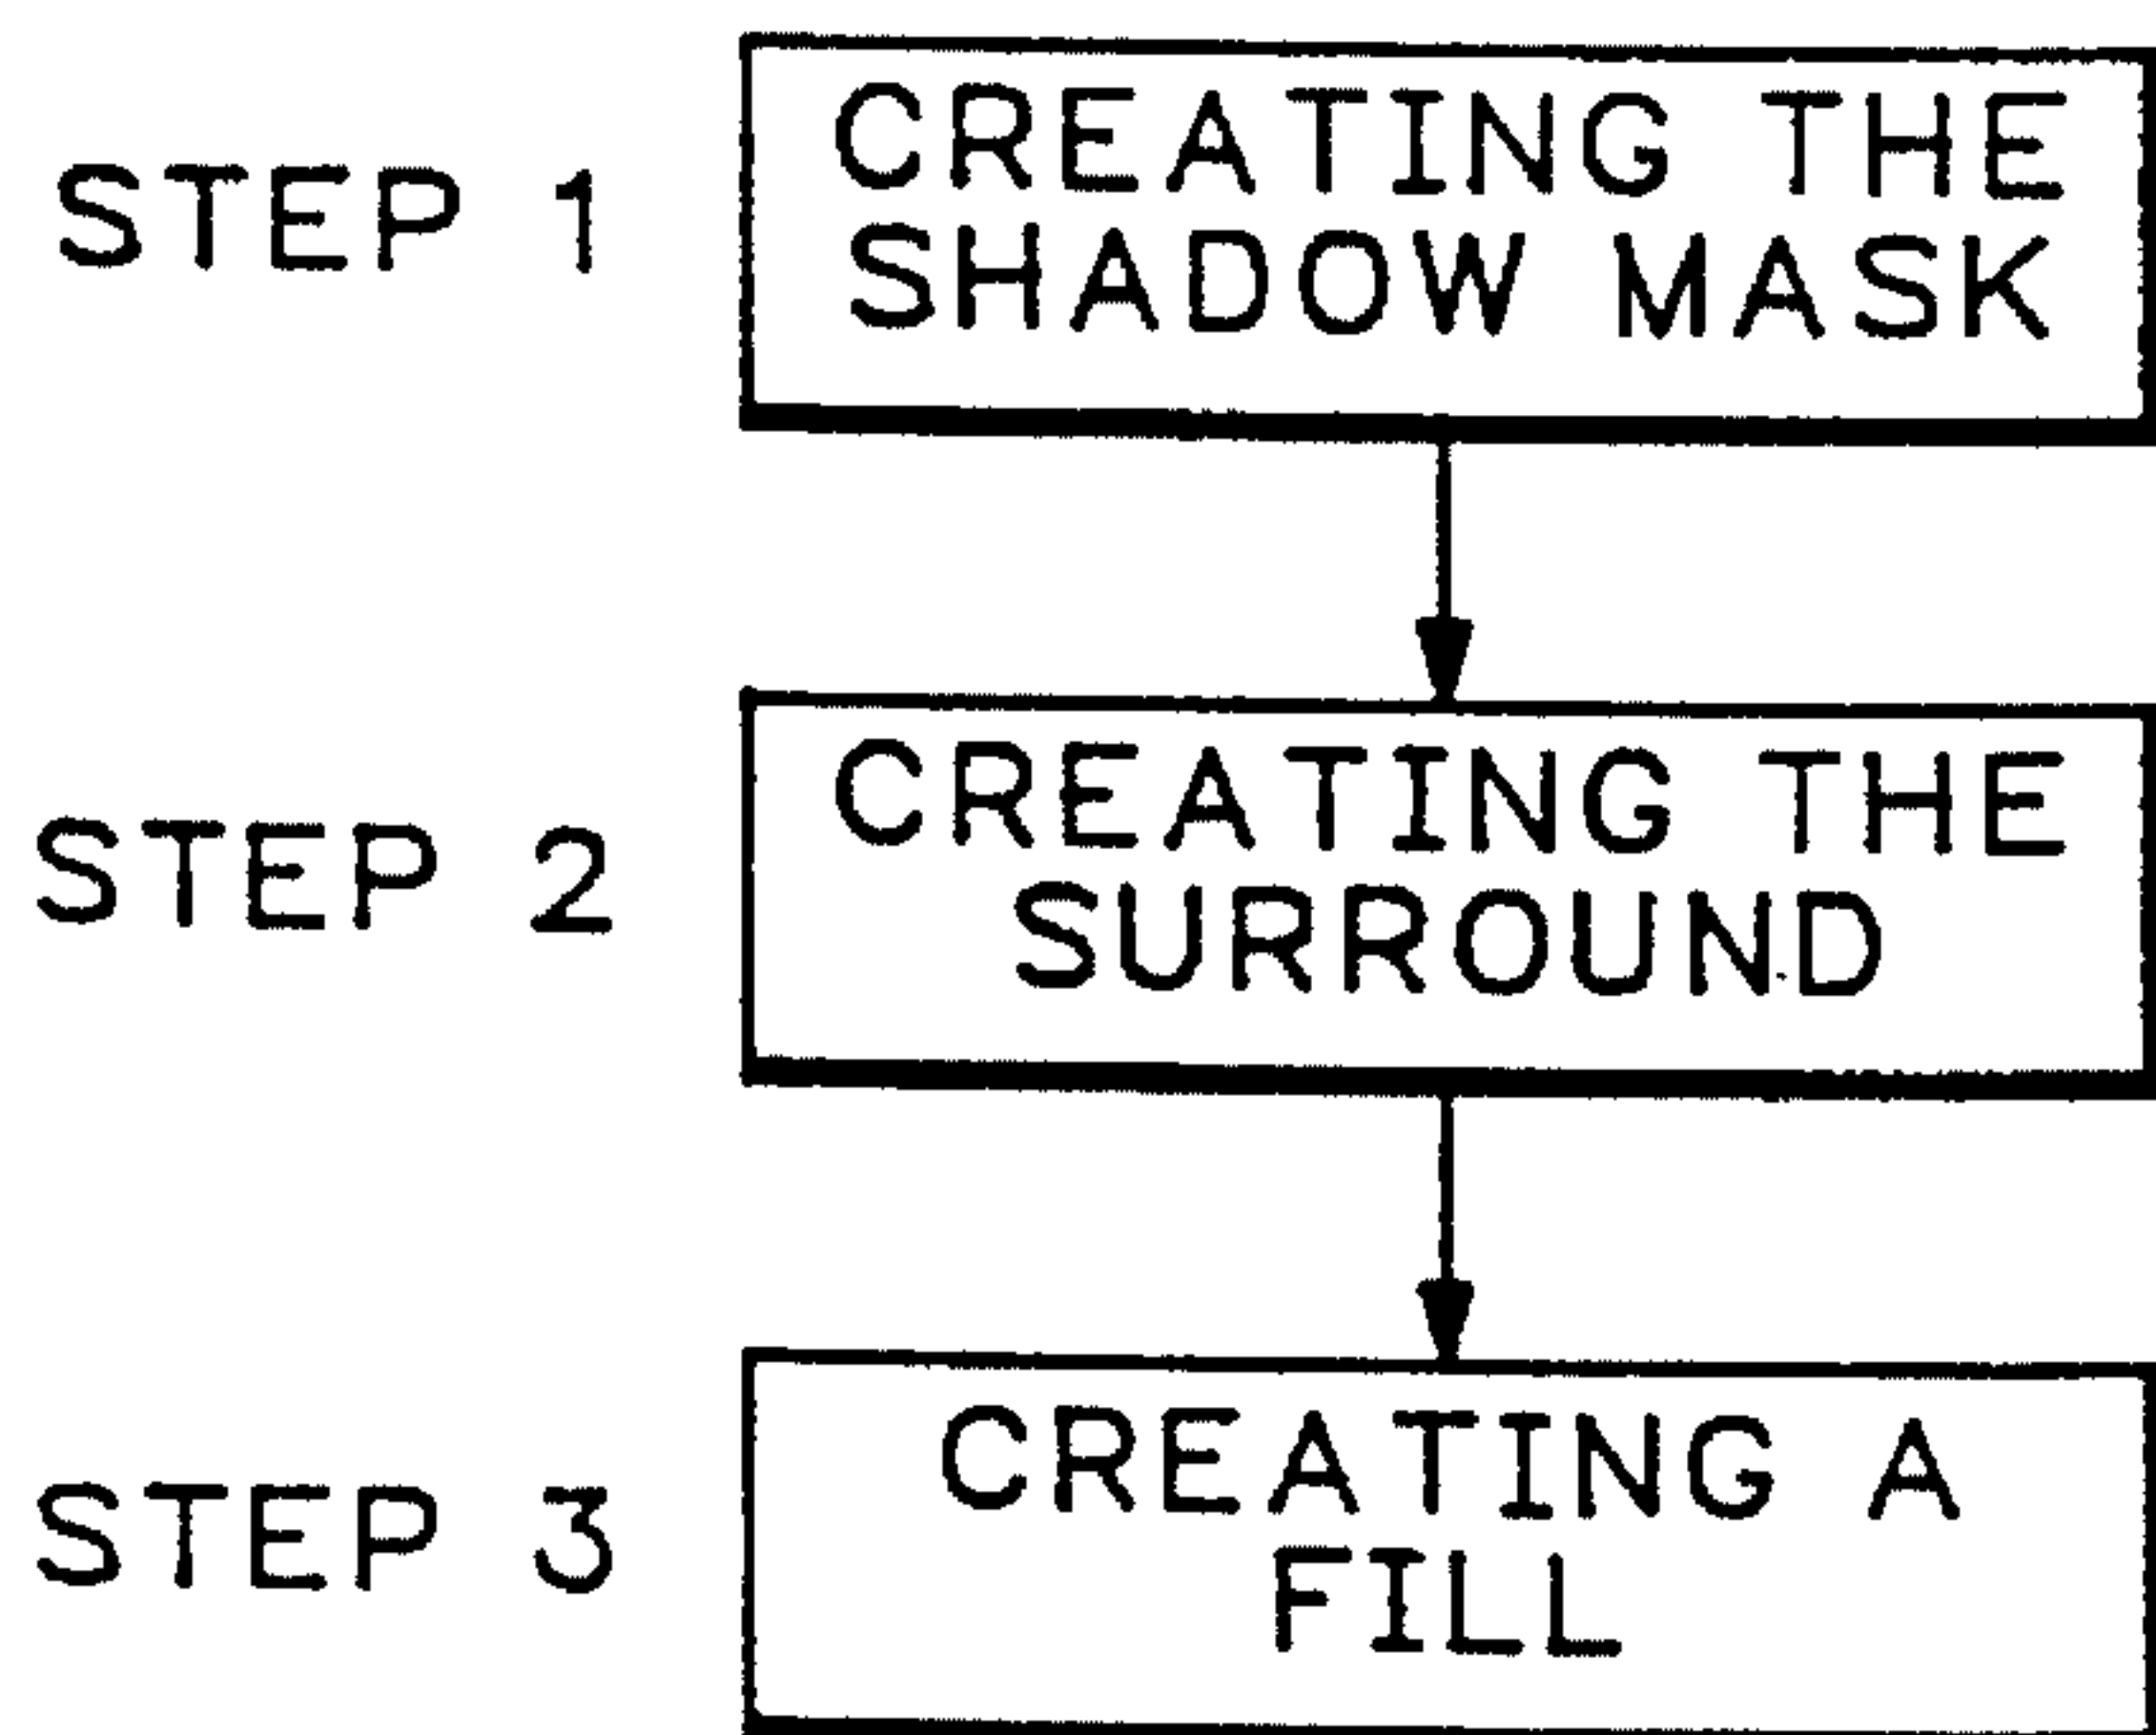 STEP 1
CREATING THE
SHADOW MASK
STEP 2
CREATING THE
SURROUND
STEP 3
CREATING A
FILL